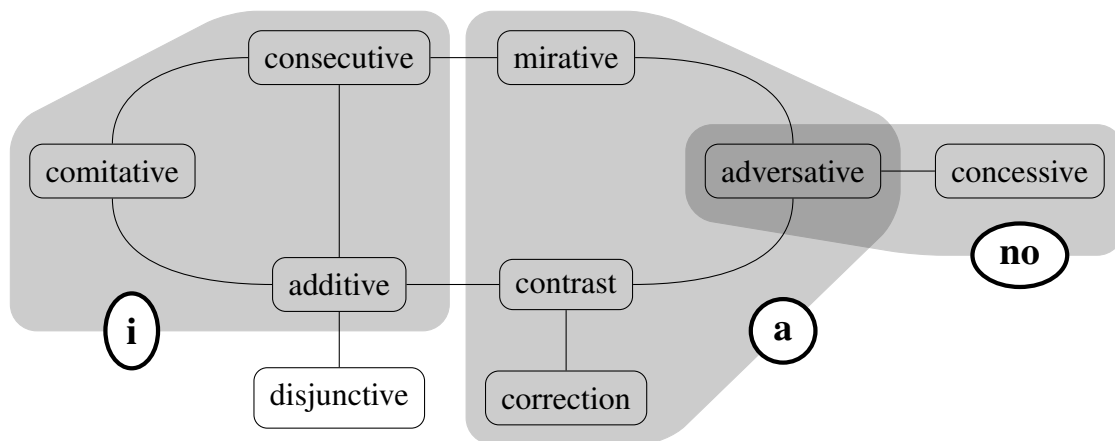 consecutive mirative
comitative adversative concessive
no
additive contrast
i a
disjunctive correction